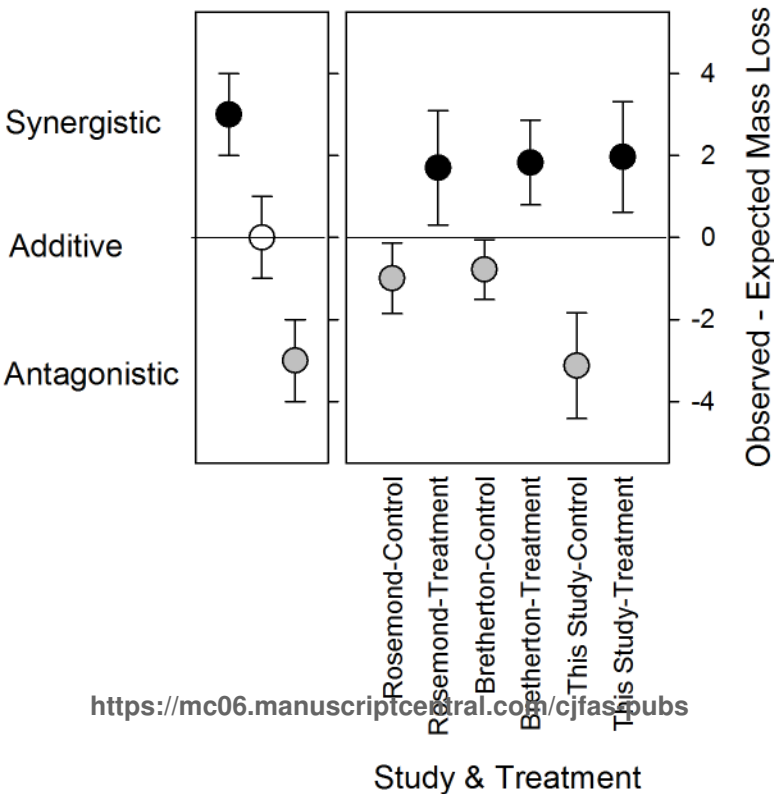 Synergistic
Additive
Antagonistic
4
2
0
-2
-4
Observed - Expected Mass Loss
Rosemond-Control
Rosemond-Treatment
Bretherton-Control
Bretherton-Treatment
This Study-Control
This Study-Treatment
https://mc06.manuscriptcentral.com/cjfas-pubs
Study & Treatment